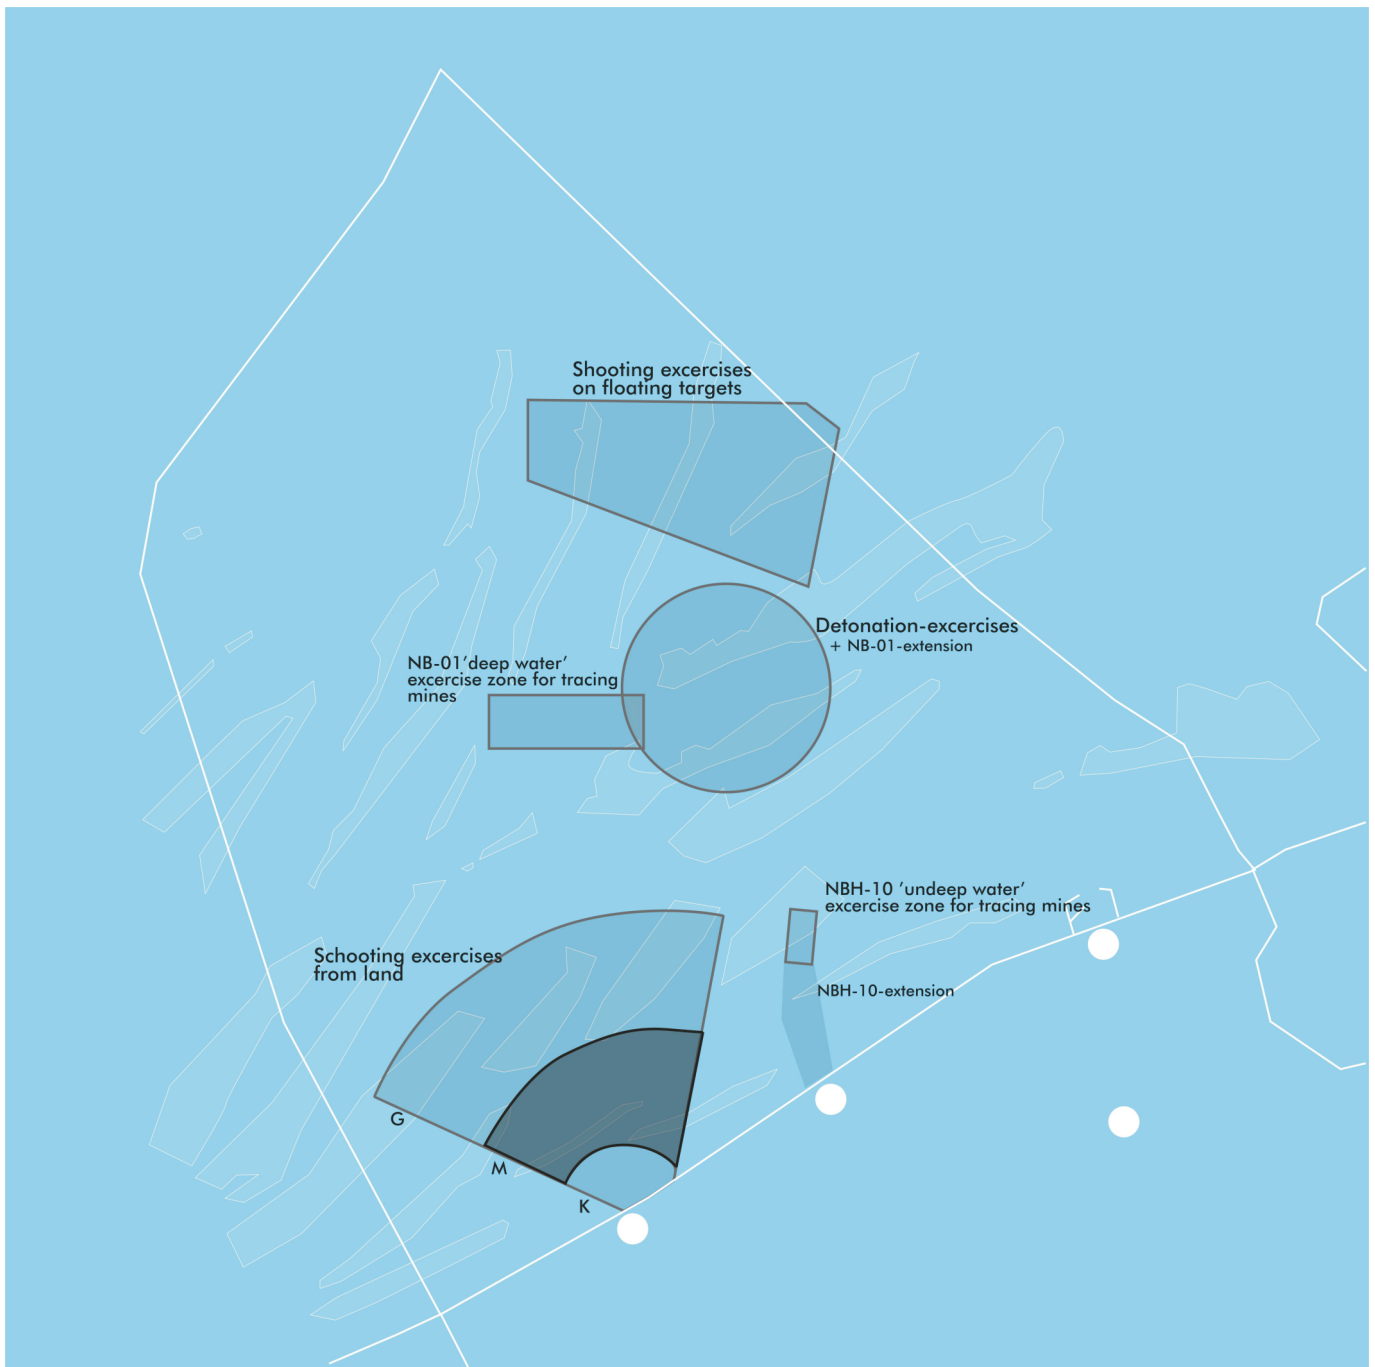 Shooting excercises
on floating targets
Detonation-excercises
+ NB-01-extension
NB-01'deep water'
excercise zone for tracing
mines
NBH-10 'undeep water'
excercise zone for tracing mines
Schooting excercises
from land
NBH-10-extension
G
M
K